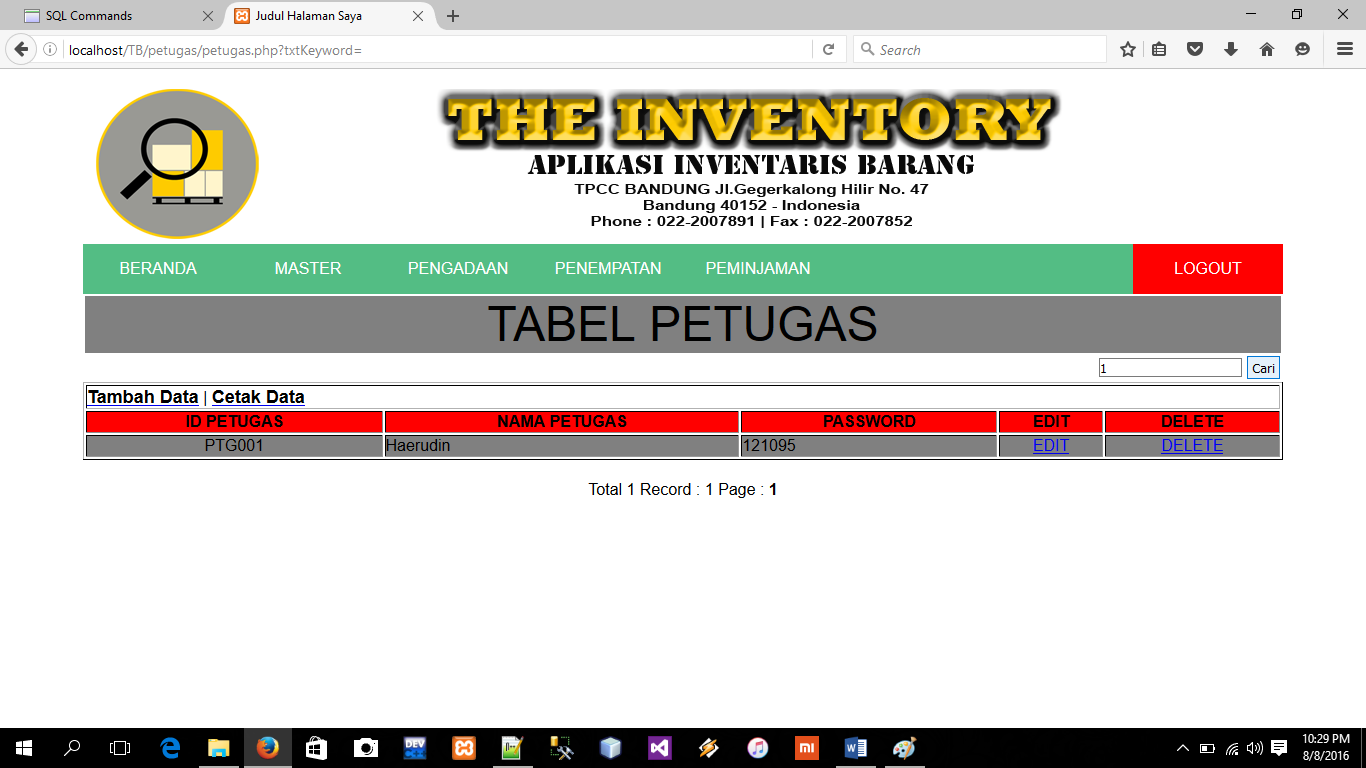 SQL Commands
Judul Halaman Saya
localhost/TB/petugas/petugas.php?txtKeyword=
Search
THE INVENTORY
APLIKASI INVENTARIS BARANG
TPCC BANDUNG Jl.Gegerkalong Hilir No. 47
Bandung 40152 - Indonesia
Phone : 022-2007891 | Fax : 022-2007852
BERANDA MASTER PENGADAAN PENEMPATAN PEMINJAMAN LOGOUT
TABEL PETUGAS
1 Cari
Tambah Data | Cetak Data
ID PETUGAS NAMA PETUGAS PASSWORD EDIT DELETE
PTG001 Haerudin 121095 EDIT DELETE
Total 1 Record : 1 Page : 1
DEV
mi
10:29 PM
8/8/2016